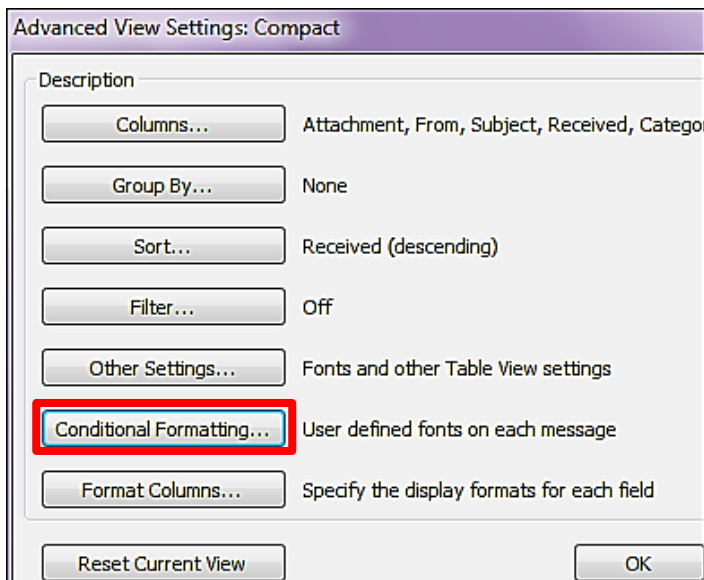 Advanced View Settings: Compact
Description
Columns... Attachment, From, Subject, Received, Catego
Group By... None
Sort... Received (descending)
Filter... Off
Other Settings... Fonts and other Table View settings
Conditional Formatting... User defined fonts on each message
Format Columns... Specify the display formats for each field
Reset Current View OK